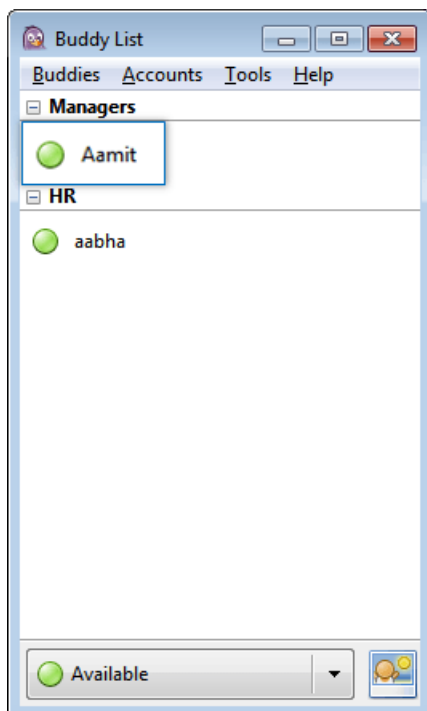 Buddy List
Buddies Accounts Tools Help
Managers
Aamit
HR
aabha
Available